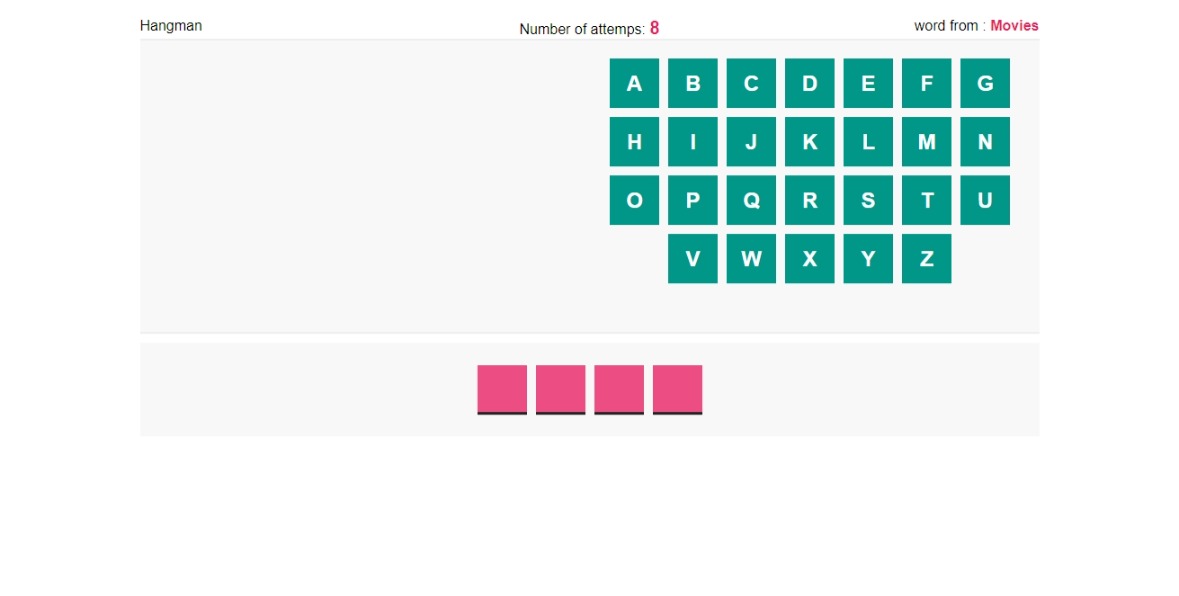 Hangman Number of attemps: 8 word from : Movies
A B C D E F G
H I J K L M N
O P Q R S T U
V W X Y Z